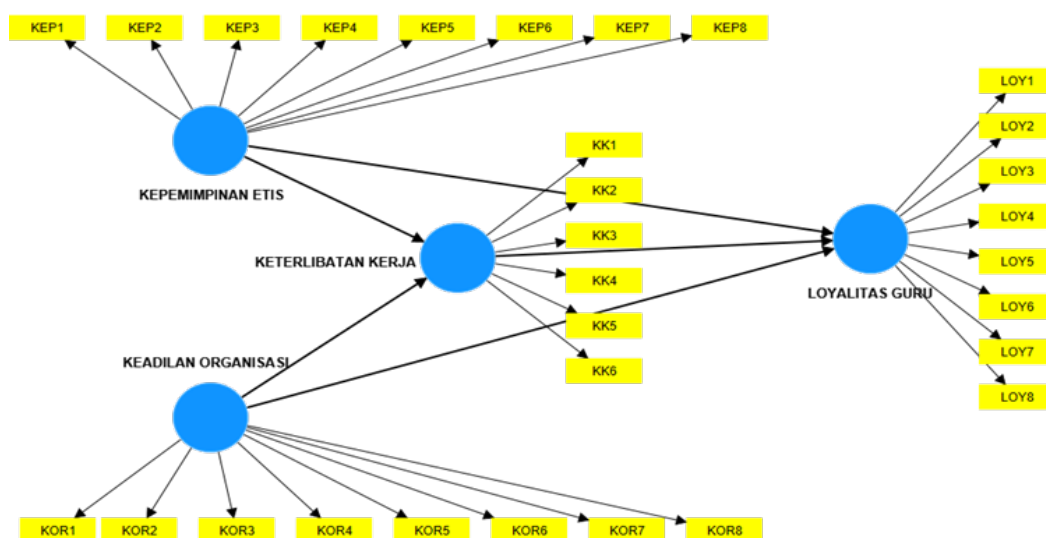 KEP1 KEP2 KEP3 KEP4 KEP5 KEP6 KEP7 KEP8
KEPEMIMPINAN ETIS
KK1
KK2
KK3
KK4
KK5
KK6
KETERLIBATAN KERJA
LOY1
LOY2
LOY3
LOY4
LOY5
LOY6
LOY7
LOY8
LOYALITAS GURU
KEADILAN ORGANISASI
KOR1 KOR2 KOR3 KOR4 KOR5 KOR6 KOR7 KOR8